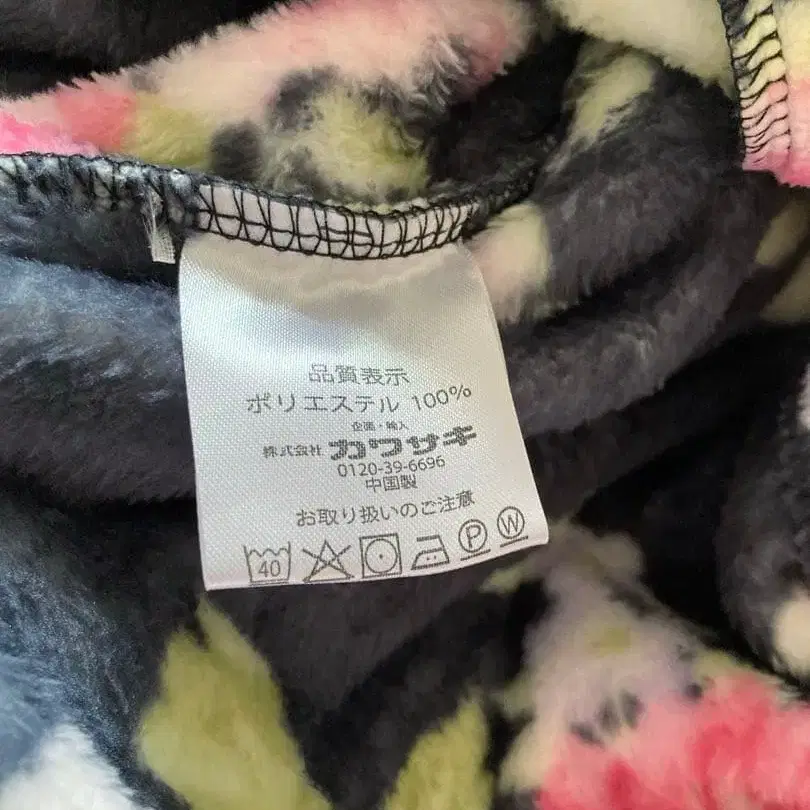 品質表示
ポリエステル 100%
企画・輸入
株式会社 カワサキ
0120-39-6696
中国製
お取り扱いのご注意
40 P W